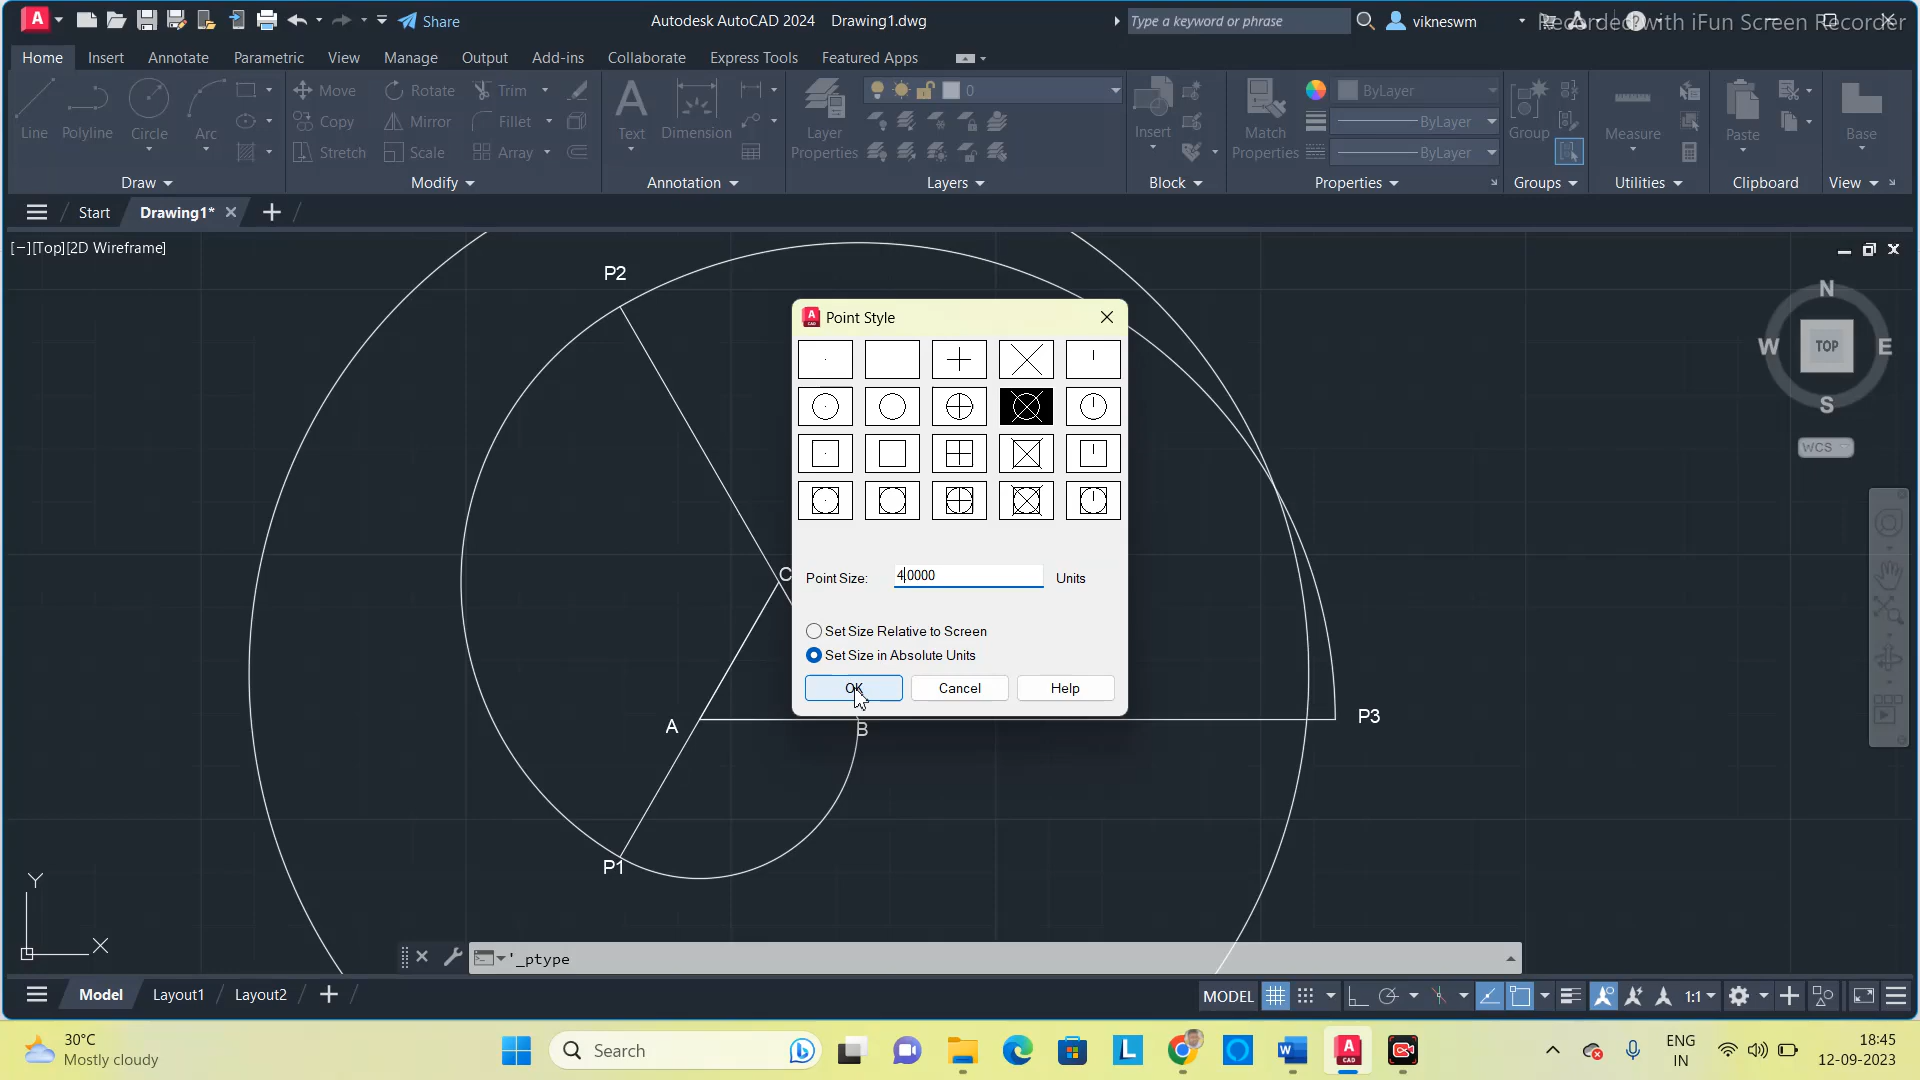 Share
Autodesk AutoCAD 2024 Drawing1.dwg
Type a keyword or phrase
vikneswm
Recorded with iFun Screen Recorder
Home Insert Annotate Parametric View Manage Output Add-ins Collaborate Express Tools Featured Apps
Line Polyline Circle Arc
Move Rotate Trim
Copy Mirror Fillet
Stretch Scale Array
Text Dimension
Layer Properties
0
Insert
Match Properties
ByLayer
ByLayer
ByLayer
Group
Measure
Paste
Base
Draw Modify Annotation Layers Block Properties Groups Utilities Clipboard View
Start Drawing1*
[−][Top][2D Wireframe]
P2
N
W TOP E
S
WCS
Point Style
C
Point Size: 4.0000 Units
Set Size Relative to Screen
Set Size in Absolute Units
OK Cancel Help
A
B
P3
P1
Y
X
'_ptype
Model Layout1 Layout2
MODEL 1:1
30°C
Mostly cloudy
Search
ENG
IN
18:45
12-09-2023